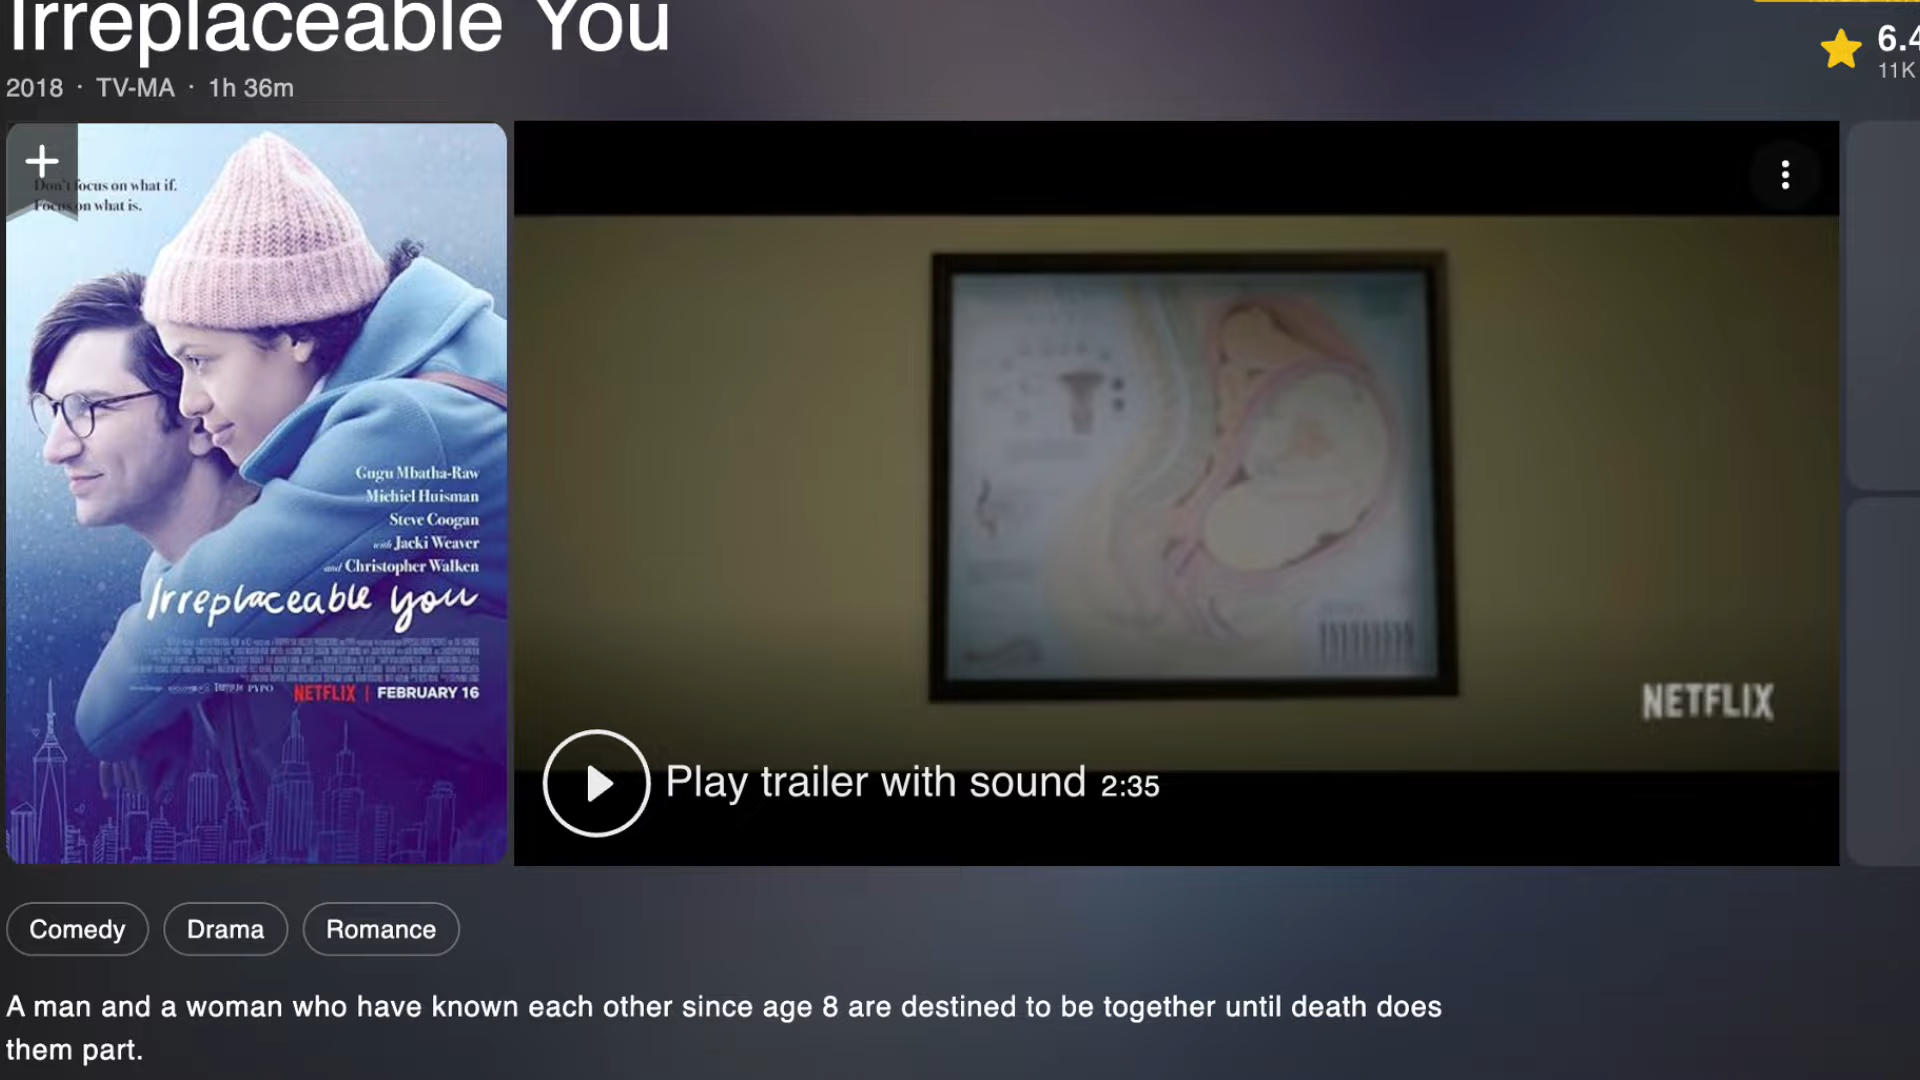 Irreplaceable You
2018 · TV-MA · 1h 36m
6.4
11K
Don't focus on what if.
Focus on what is.
Gugu Mbatha-Raw
Michiel Huisman
Steve Coogan
with Jacki Weaver
and Christopher Walken
Irreplaceable you
NETFLIX | FEBRUARY 16
NETFLIX
Play trailer with sound 2:35
Comedy
Drama
Romance
A man and a woman who have known each other since age 8 are destined to be together until death does
them part.